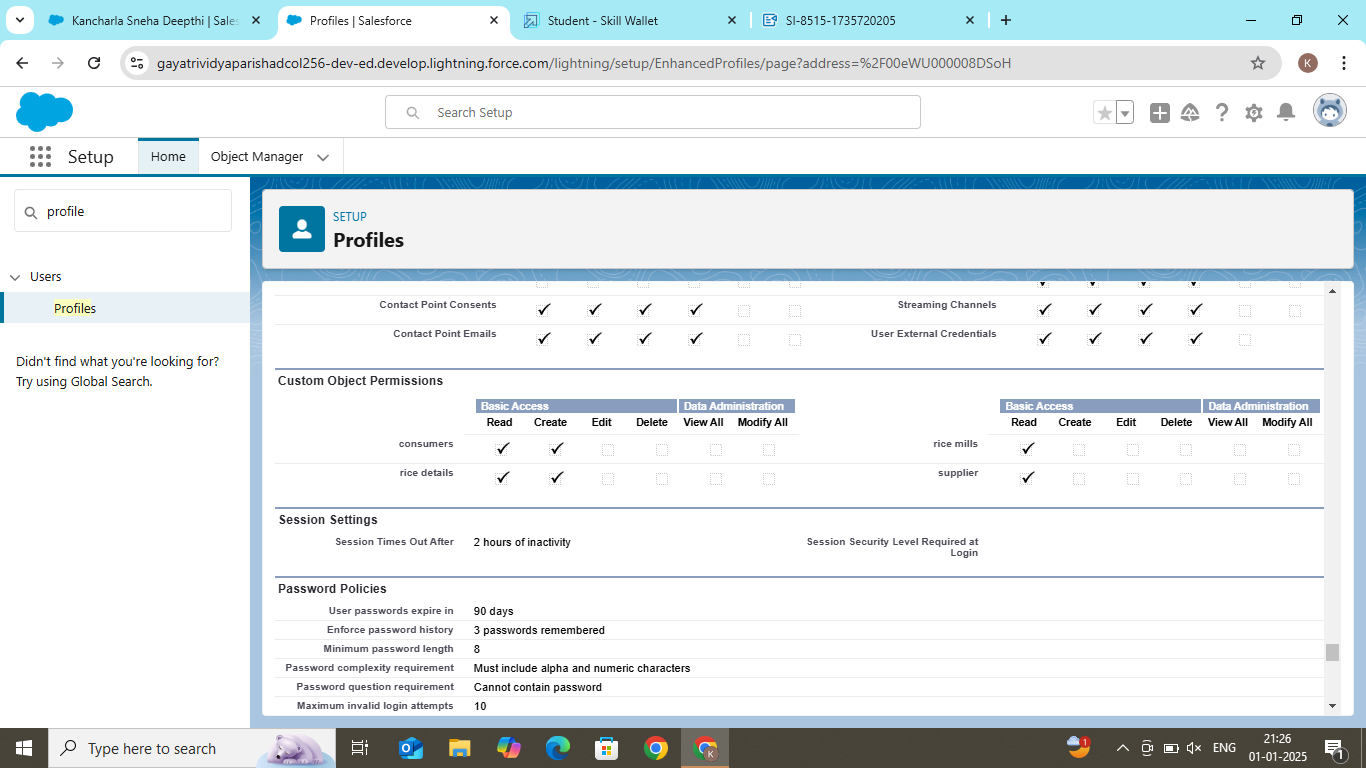 Kancharla Sneha Deepthi | Sales
Profiles | Salesforce
Student - Skill Wallet
SI-8515-1735720205
gayatrividyaparishadcol256-dev-ed.develop.lightning.force.com/lightning/setup/EnhancedProfiles/page?address=%2F00eWU000008DSoH
K
Search Setup
Setup
Home
Object Manager
profile
Users
Profiles
Didn't find what you're looking for?
Try using Global Search.
SETUP
Profiles
Contact Point Consents
Streaming Channels
Contact Point Emails
User External Credentials
Custom Object Permissions
Basic Access Data Administration
Basic Access Data Administration
Read Create Edit Delete View All Modify All
Read Create Edit Delete View All Modify All
consumers
rice mills
rice details
supplier
Session Settings
Session Times Out After 2 hours of inactivity
Session Security Level Required at
Login
Password Policies
User passwords expire in 90 days
Enforce password history 3 passwords remembered
Minimum password length 8
Password complexity requirement Must include alpha and numeric characters
Password question requirement Cannot contain password
Maximum invalid login attempts 10
Type here to search
K
1
ENG
21:26
01-01-2025
1